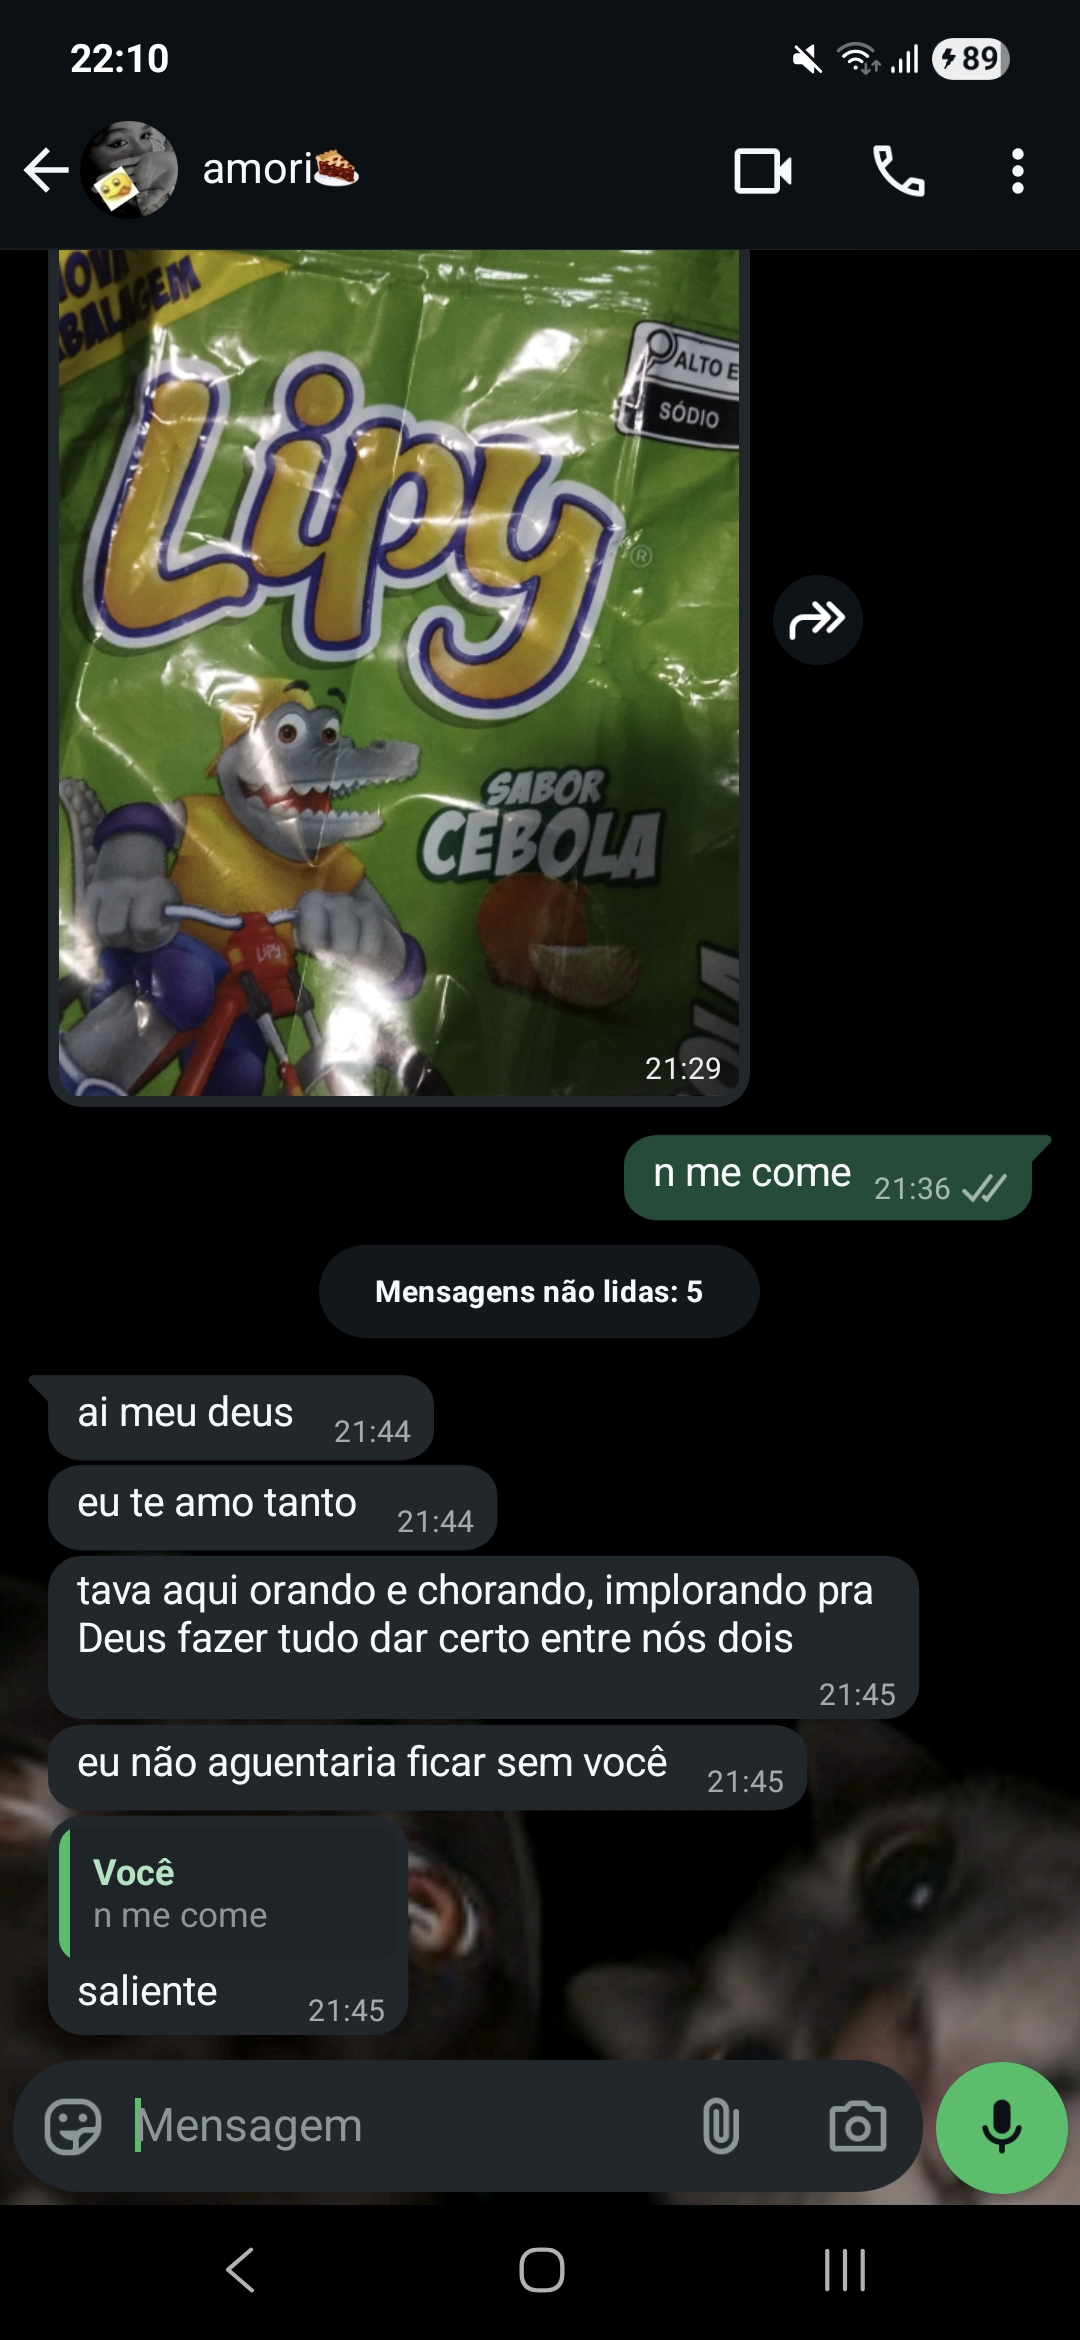 22:10
89
amori
NOVA
EMBALAGEM
ALTO E
SÓDIO
Lipy
®
SABOR
CEBOLA
Lipy
21:29
n me come 21:36
Mensagens não lidas: 5
ai meu deus 21:44
eu te amo tanto 21:44
tava aqui orando e chorando, implorando pra
Deus fazer tudo dar certo entre nós dois
21:45
eu não aguentaria ficar sem você 21:45
Você
n me come
saliente 21:45
Mensagem